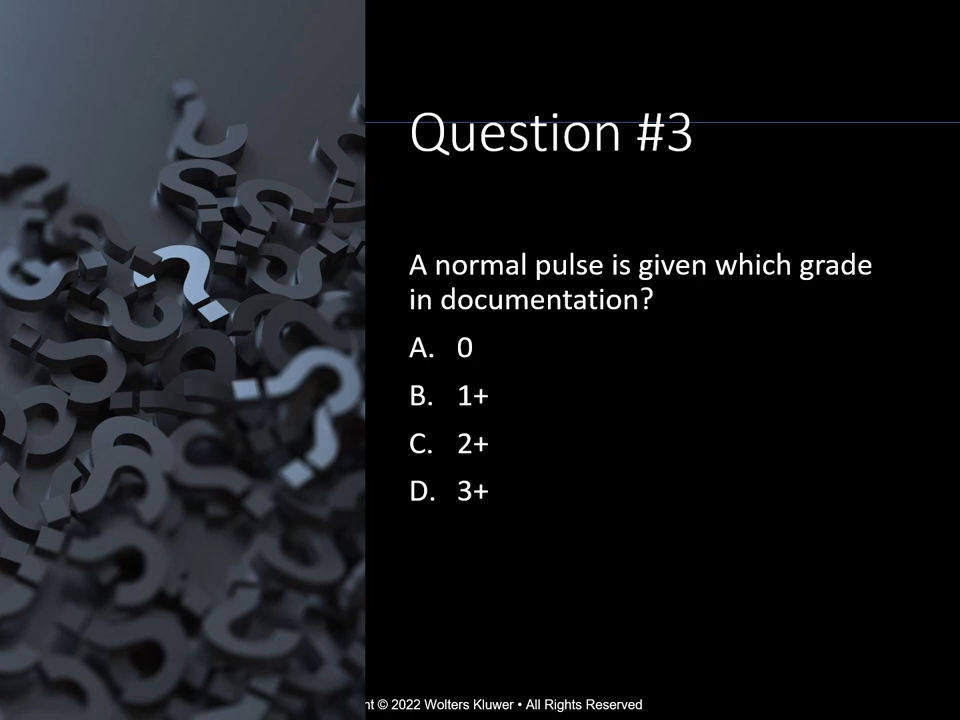 Question #3
A normal pulse is given which grade
in documentation?
A. 0
B. 1+
C. 2+
D. 3+
© 2022 Wolters Kluwer • All Rights Reserved